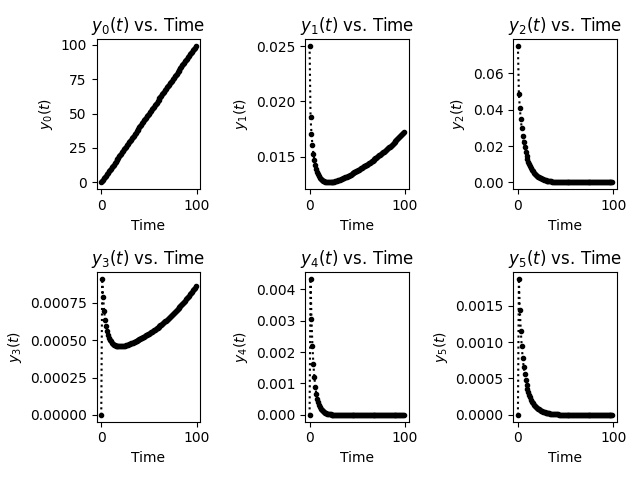 y₀(t) vs. Time
y₁(t) vs. Time
y₂(t) vs. Time
100
75
50
25
0
y₀(t)
0
100
Time
0.025
0.020
0.015
y₁(t)
0
100
Time
0.06
0.04
0.02
0.00
y₂(t)
0
100
Time
y₃(t) vs. Time
y₄(t) vs. Time
y₅(t) vs. Time
0.00075
0.00050
0.00025
0.00000
y₃(t)
0
100
Time
0.004
0.003
0.002
0.001
0.000
y₄(t)
0
100
Time
0.0015
0.0010
0.0005
0.0000
y₅(t)
0
100
Time